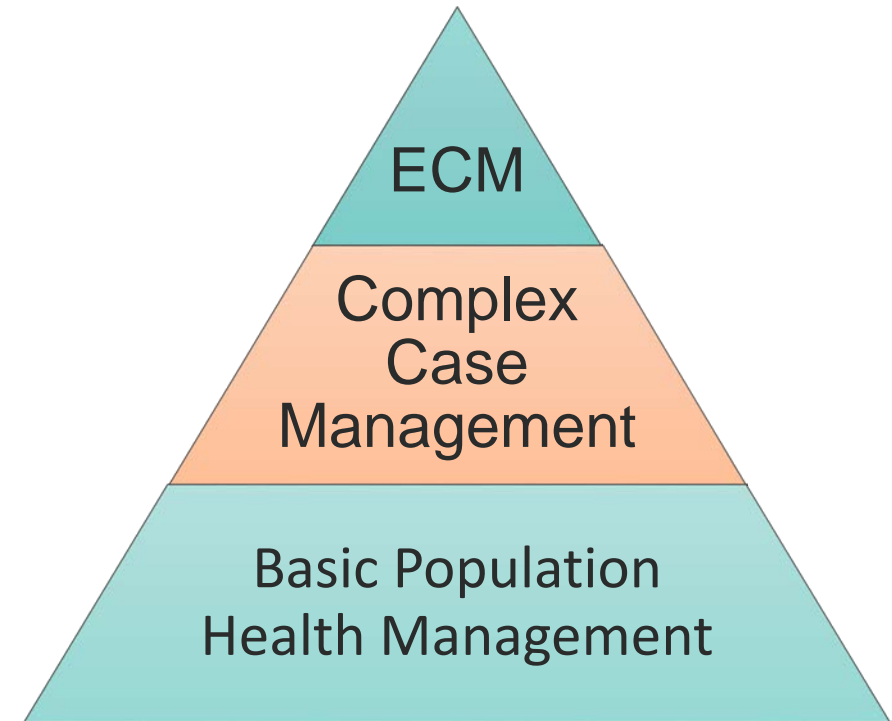 ECM
Complex
Case
Management
Basic Population
Health Management